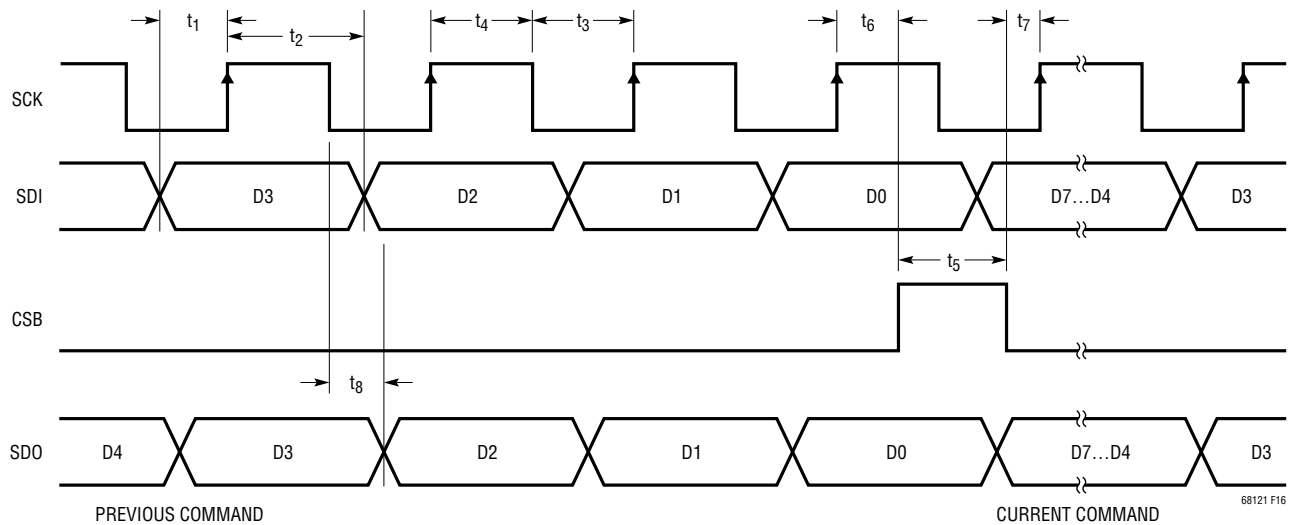 t1 t2 t4 t3 t6 t7
SCK
SDI D3 D2 D1 D0 D7...D4 D3
t5
CSB
t8
SDO D4 D3 D2 D1 D0 D7...D4 D3
68121 F16
PREVIOUS COMMAND CURRENT COMMAND